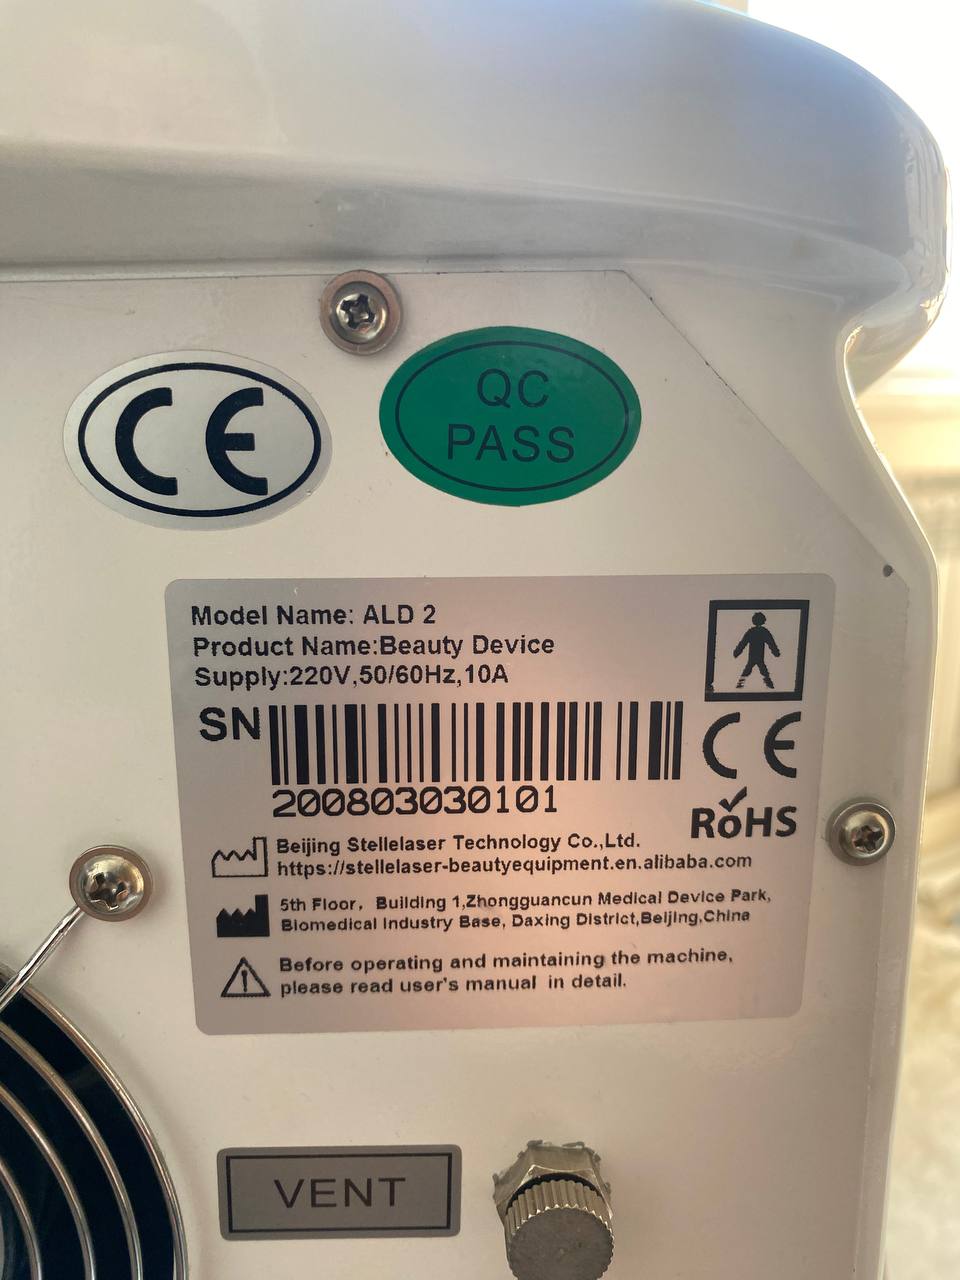 CE
QC
PASS
Model Name: ALD 2
Product Name:Beauty Device
Supply:220V,50/60Hz,10A
SN
200803030101
CE
RoHS
Beijing Stellelaser Technology Co.,Ltd.
https://stellelaser-beautyequipment.en.alibaba.com
5th Floor, Building 1,Zhongguancun Medical Device Park,
Biomedical Industry Base, Daxing District,Beijing,China
Before operating and maintaining the machine,
please read user's manual in detail.
VENT